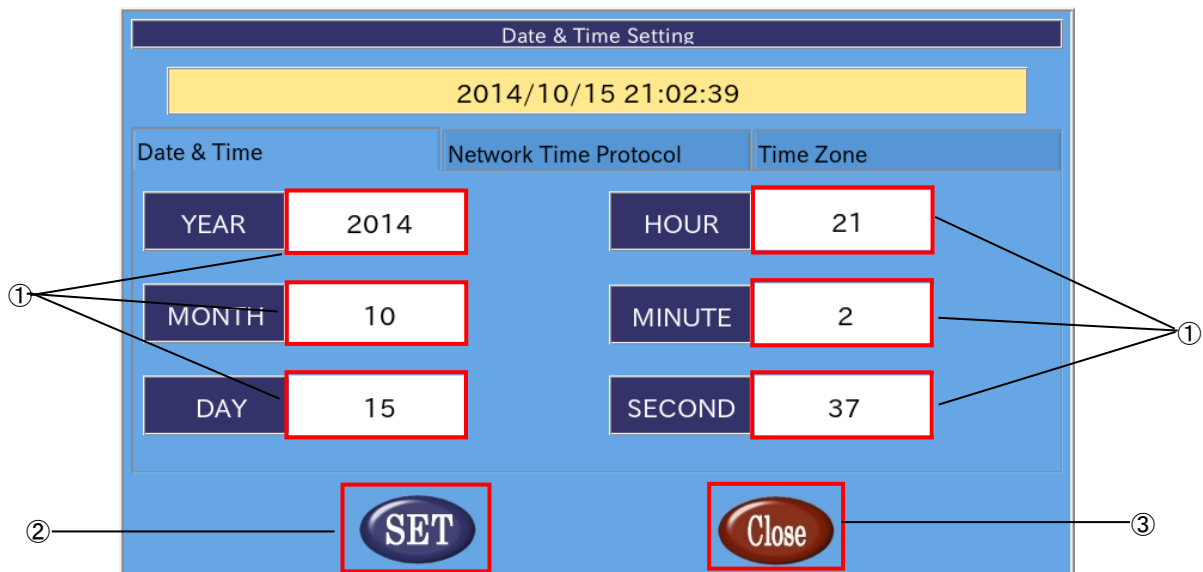 Date & Time Setting
2014/10/15 21:02:39
Date & Time Network Time Protocol Time Zone
YEAR 2014 HOUR 21
①
MONTH 10 MINUTE 2
①
DAY 15 SECOND 37
② SET Close ③